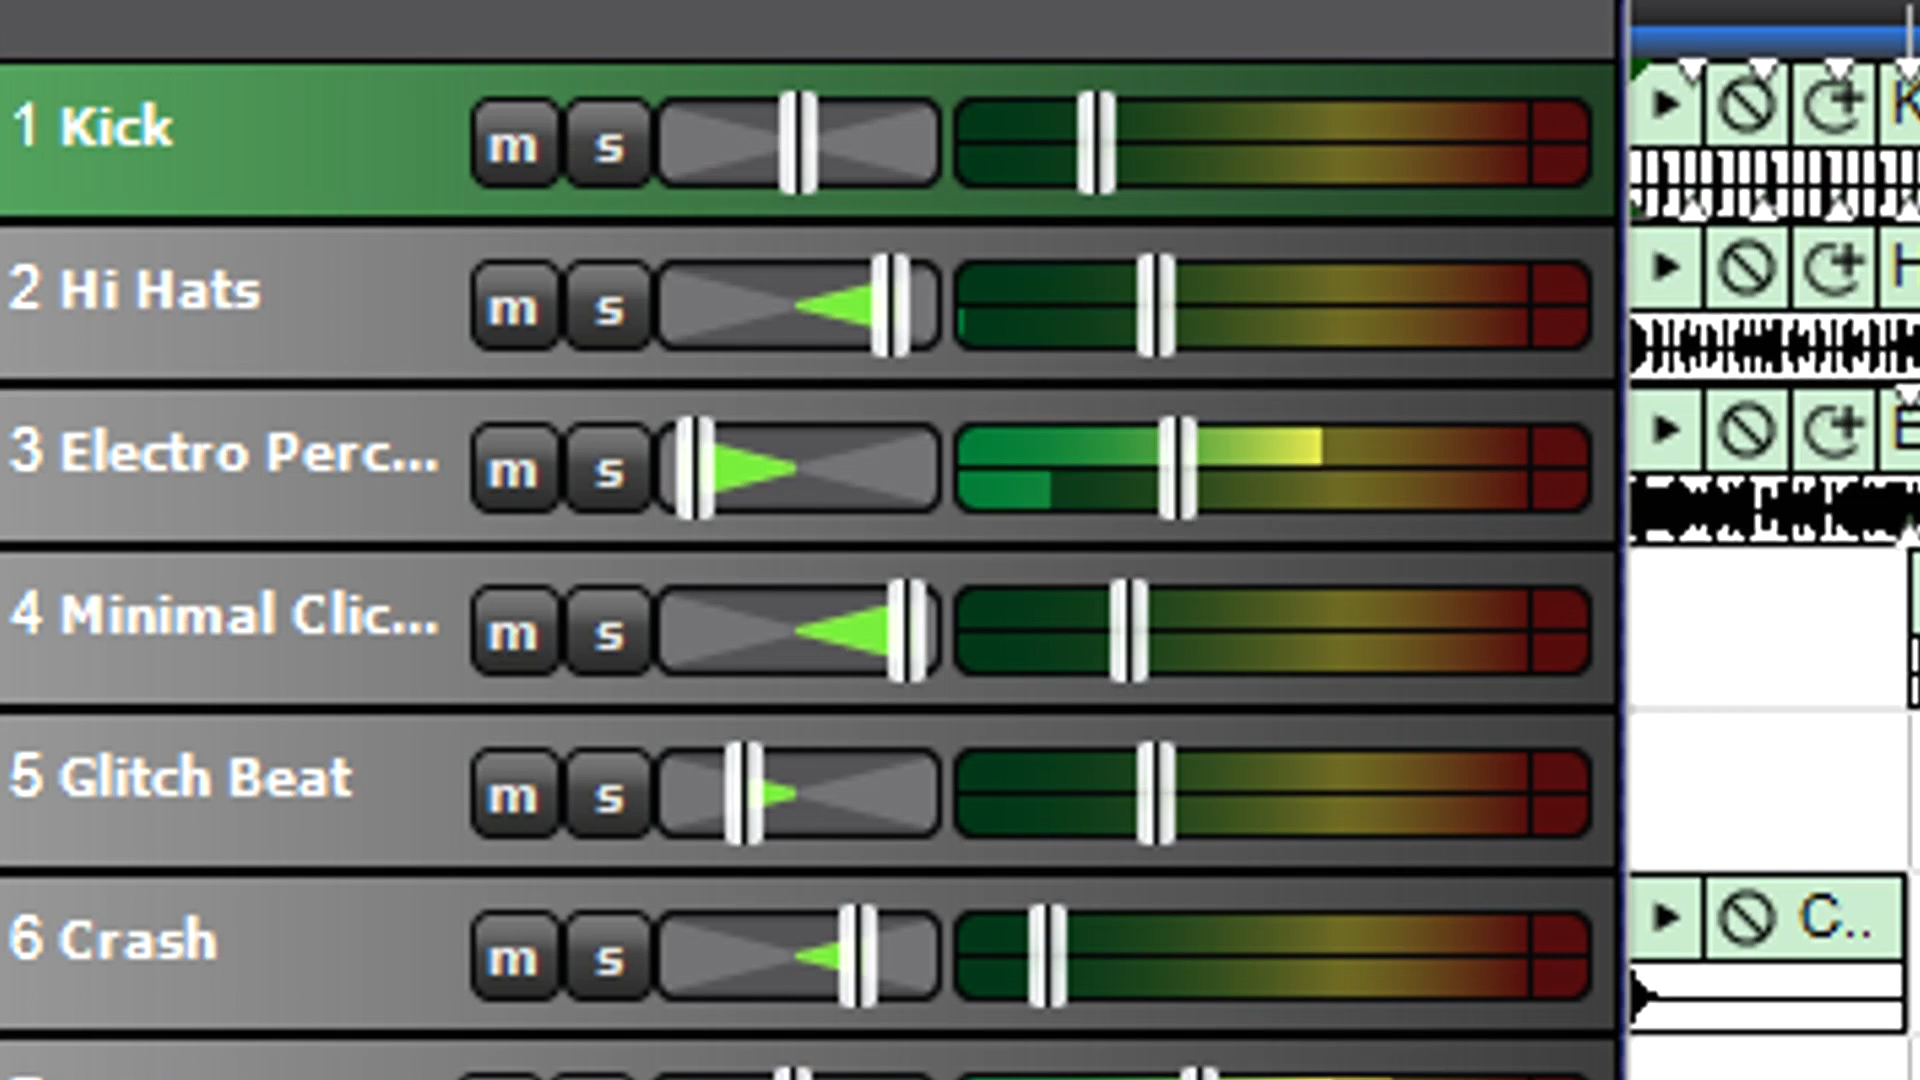 1 Kick m s K
2 Hi Hats m s H
3 Electro Perc... m s E
4 Minimal Clic... m s
5 Glitch Beat m s
6 Crash m s C..